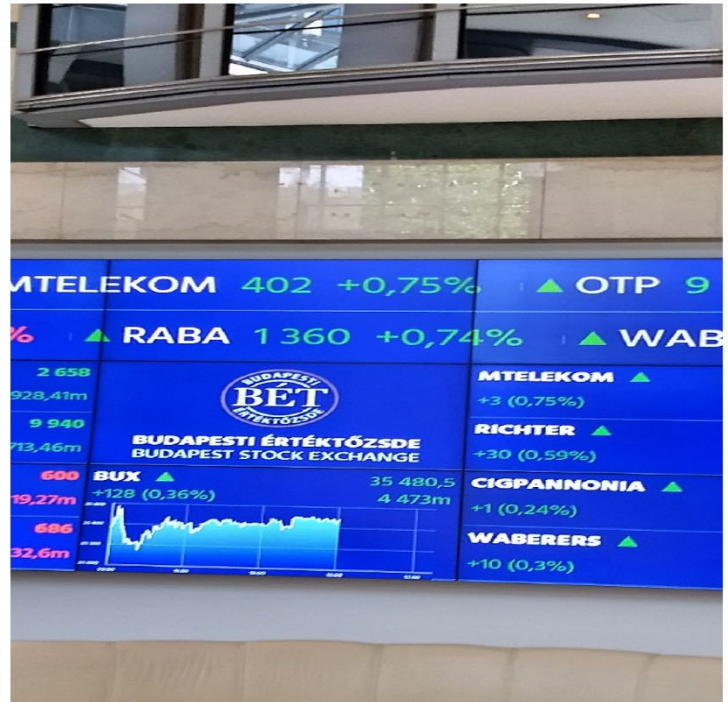 MTELEKOM 402 +0,75% ▲ OTP 9
% ▲ RABA 1 360 +0,74% ▲ WAB
2 658
928,41m
9 940
713,46m
600
19,27m
686
32,6m
BUDAPESTI
BÉT
ÉRTÉKTŐZSDE
BUDAPESTI ÉRTÉKTŐZSDE
BUDAPEST STOCK EXCHANGE
BUX ▲ 35 480,5
+128 (0,36%) 4 473m
MTELEKOM ▲
+3 (0,75%)
RICHTER ▲
+30 (0,59%)
CIGPANNONIA ▲
+1 (0,24%)
WABERERS ▲
+10 (0,3%)